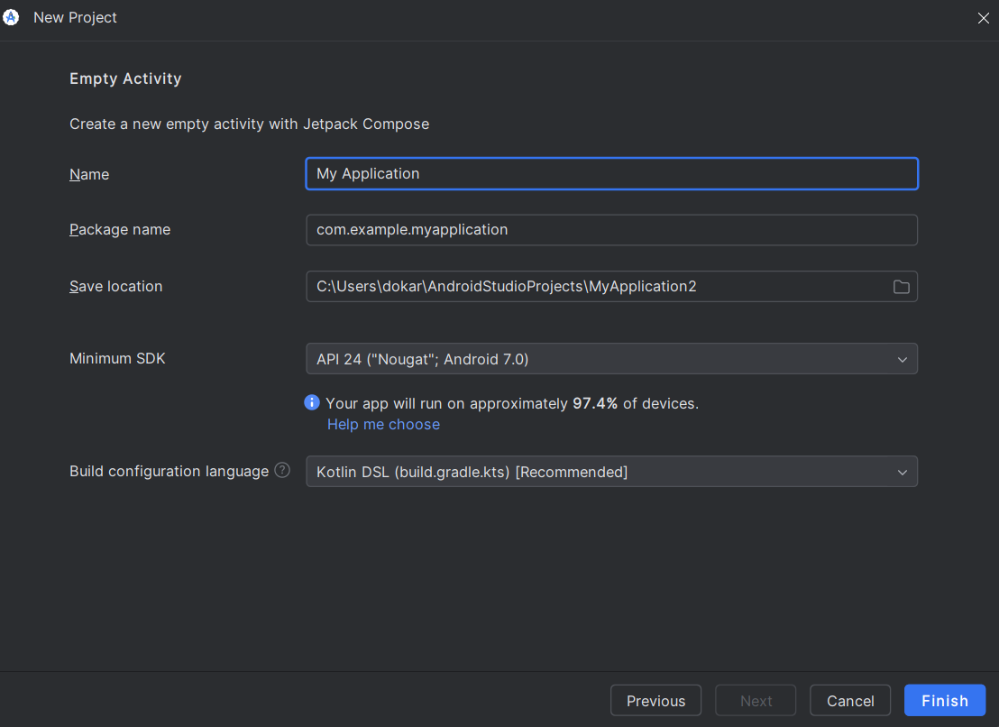 New Project
Empty Activity
Create a new empty activity with Jetpack Compose
Name My Application
Package name com.example.myapplication
Save location C:\Users\dokar\AndroidStudioProjects\MyApplication2
Minimum SDK API 24 ("Nougat"; Android 7.0)
Your app will run on approximately 97.4% of devices.
Help me choose
Build configuration language ? Kotlin DSL (build.gradle.kts) [Recommended]
Previous Next Cancel Finish